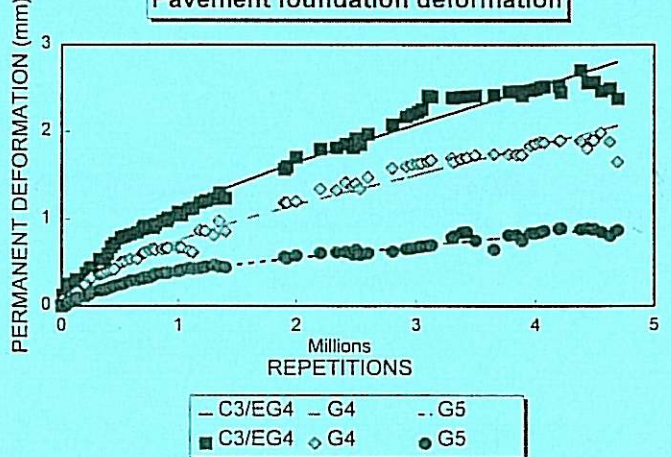 Pavement foundation deformation
PERMANENT DEFORMATION (mm)
3
2
1
0
0 1 2 3 4 5
Millions
REPETITIONS
C3/EG4 G4 G5
C3/EG4 G4 G5